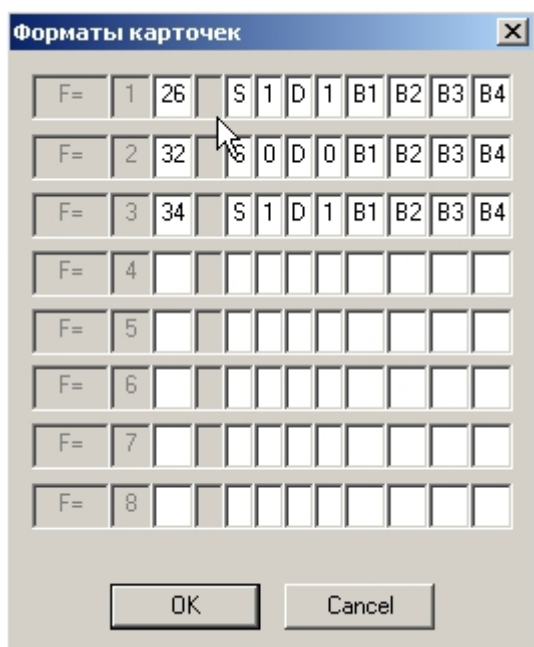 Форматы карточек
F= 1 26 S 1 D 1 B1 B2 B3 B4
F= 2 32 S 0 D 0 B1 B2 B3 B4
F= 3 34 S 1 D 1 B1 B2 B3 B4
F= 4
F= 5
F= 6
F= 7
F= 8
OK Cancel